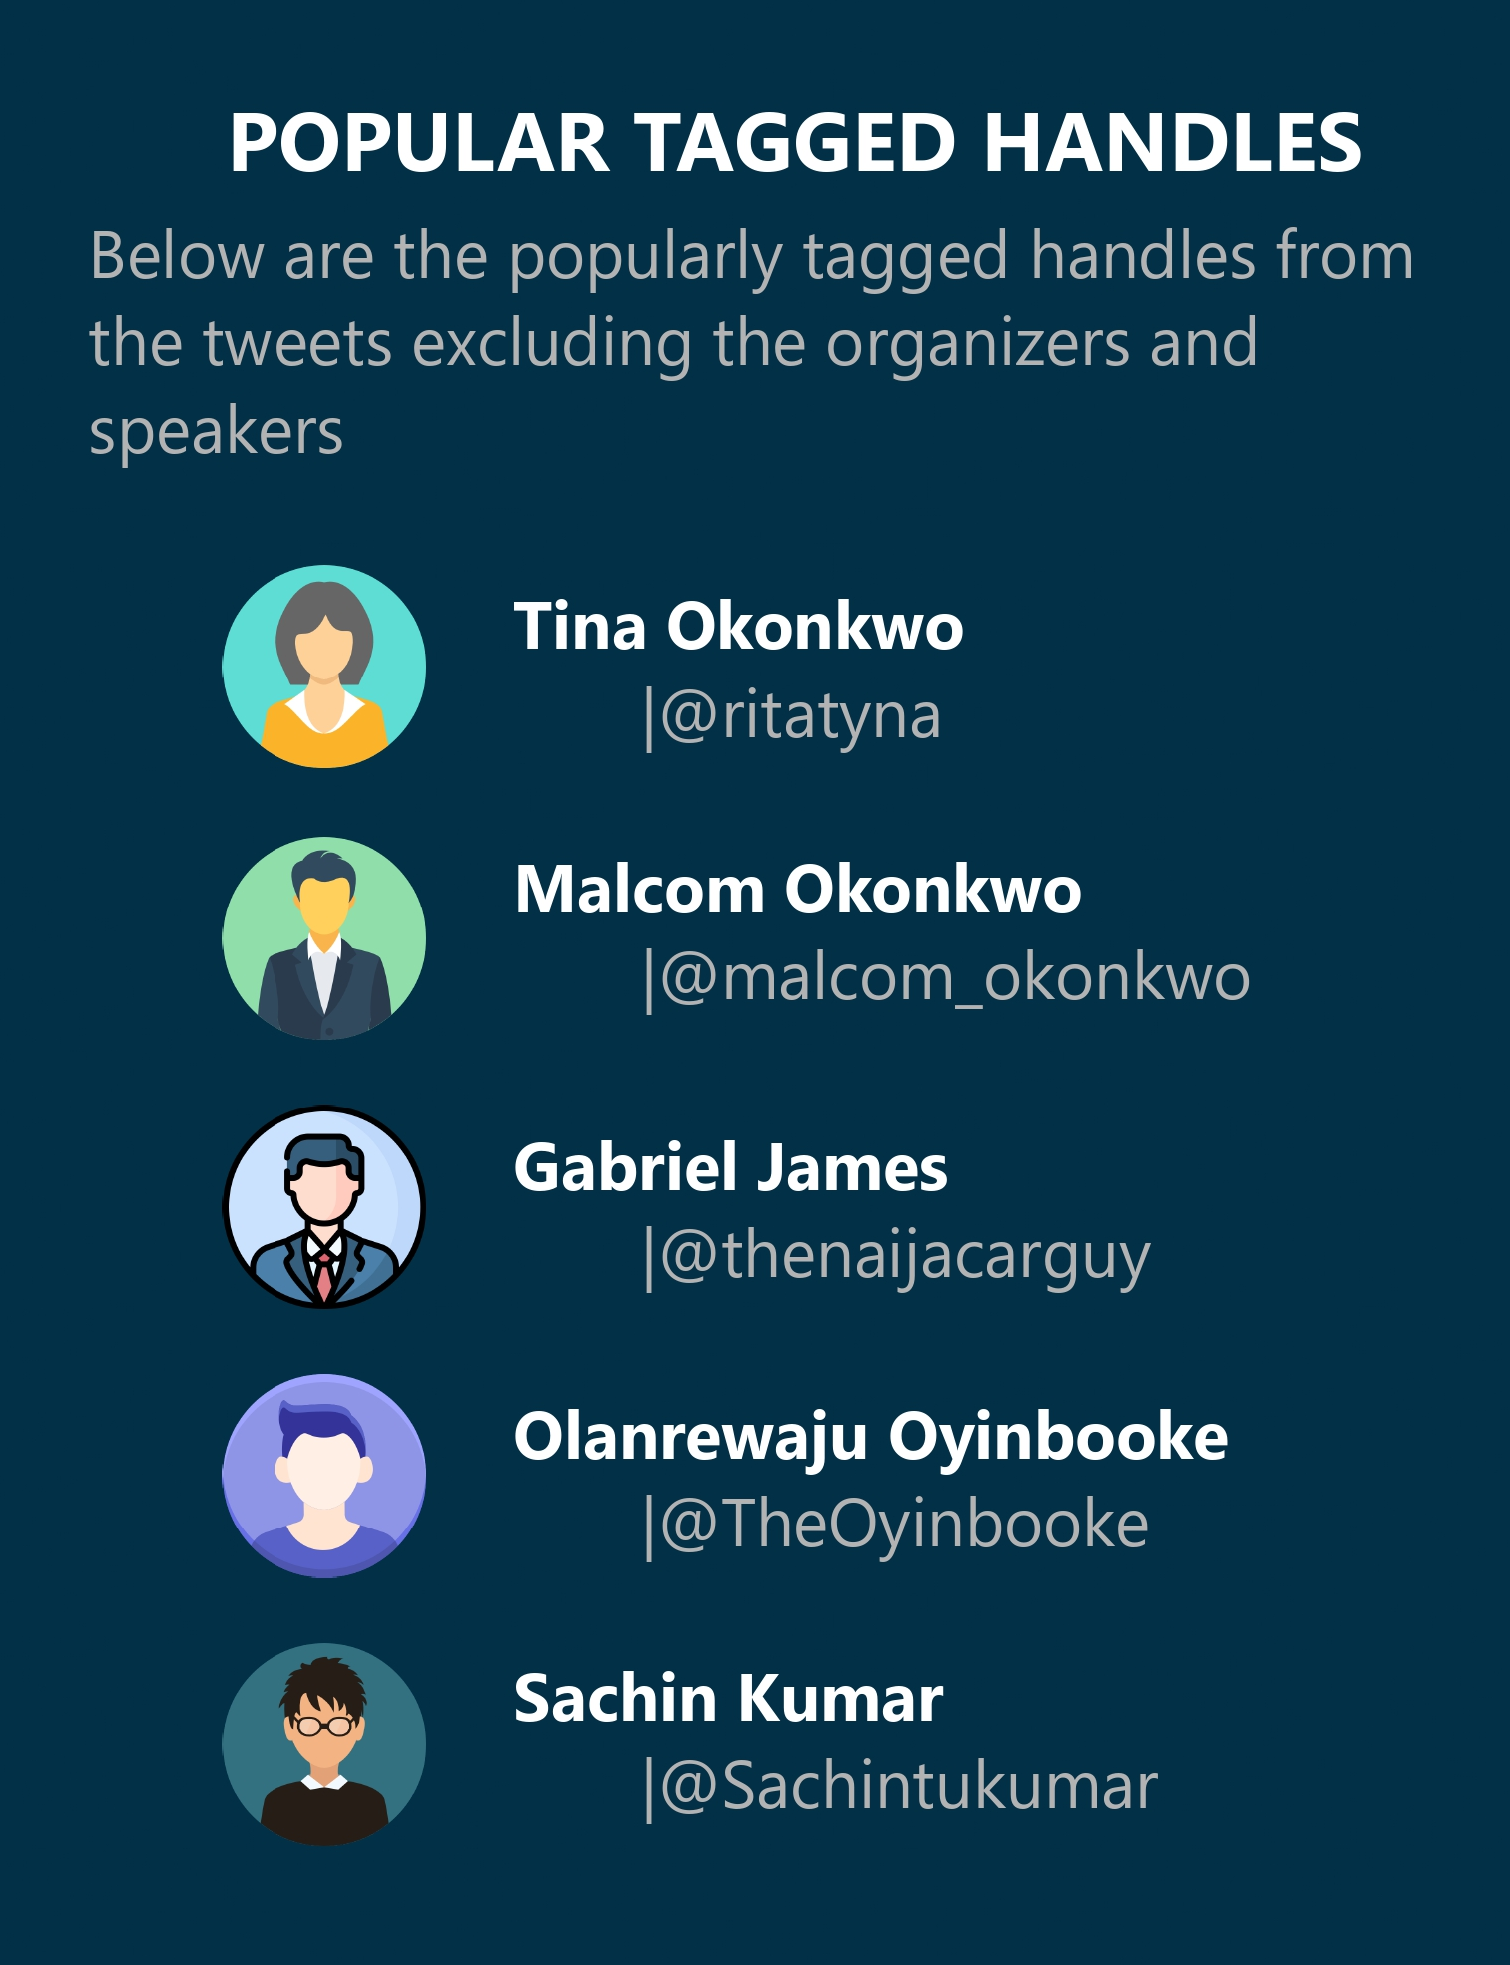 POPULAR TAGGED HANDLES
Below are the popularly tagged handles from
the tweets excluding the organizers and
speakers
Tina Okonkwo
|@ritatyna
Malcom Okonkwo
|@malcom_okonkwo
Gabriel James
|@thenaijacarguy
Olanrewaju Oyinbooke
|@TheOyinbooke
Sachin Kumar
|@Sachintukumar